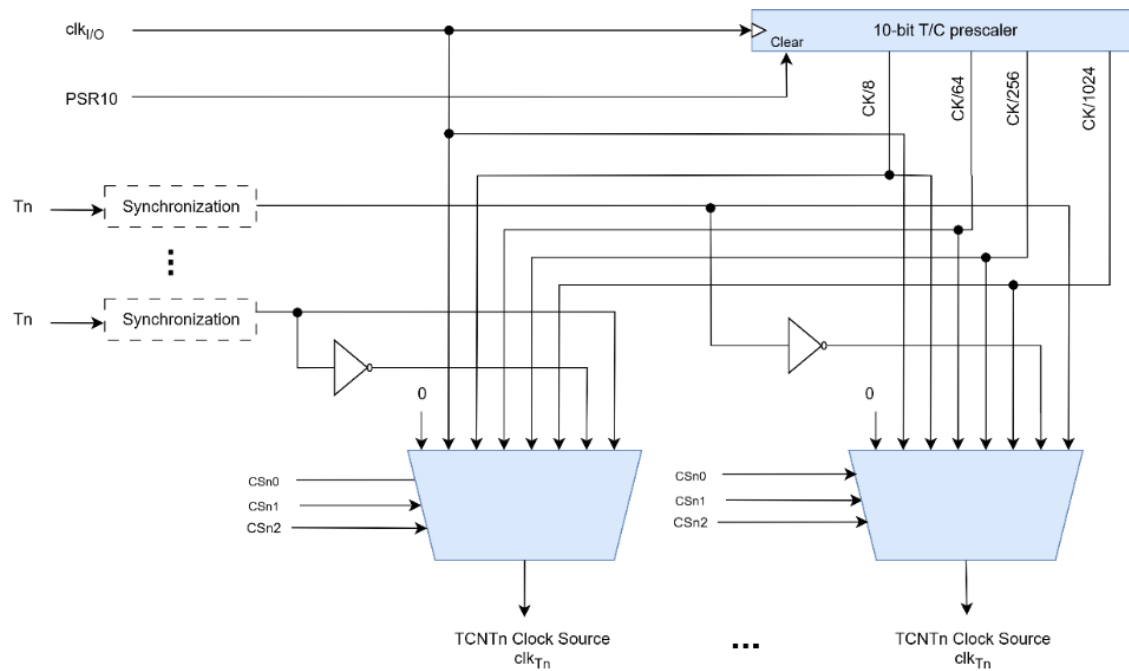 clkI/O
10-bit T/C prescaler
Clear
PSR10
CK/8
CK/64
CK/256
CK/1024
Tn
Synchronization
Tn
Synchronization
0
0
CSn0
CSn1
CSn2
CSn0
CSn1
CSn2
TCNTn Clock Source
clkTn
TCNTn Clock Source
clkTn